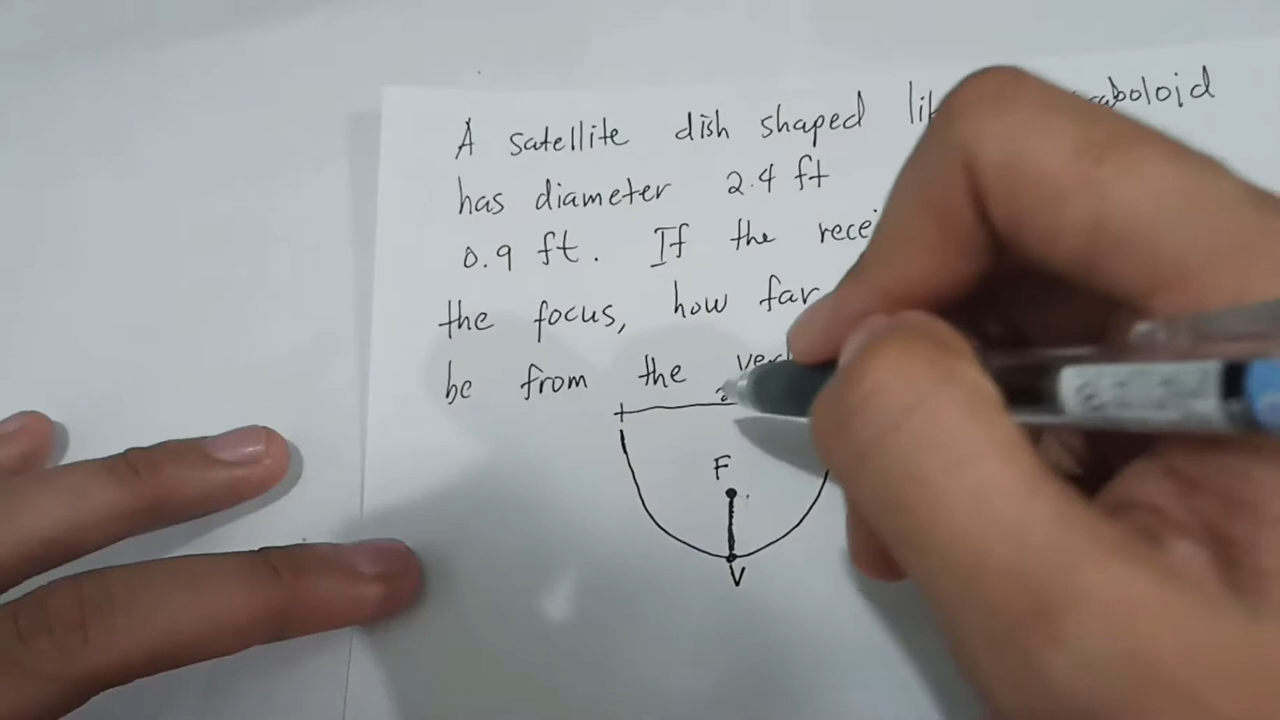 A satellite dish shaped
has diameter 2.4 ft
0.9 ft. If the
the focus, how far
be from the
F
V